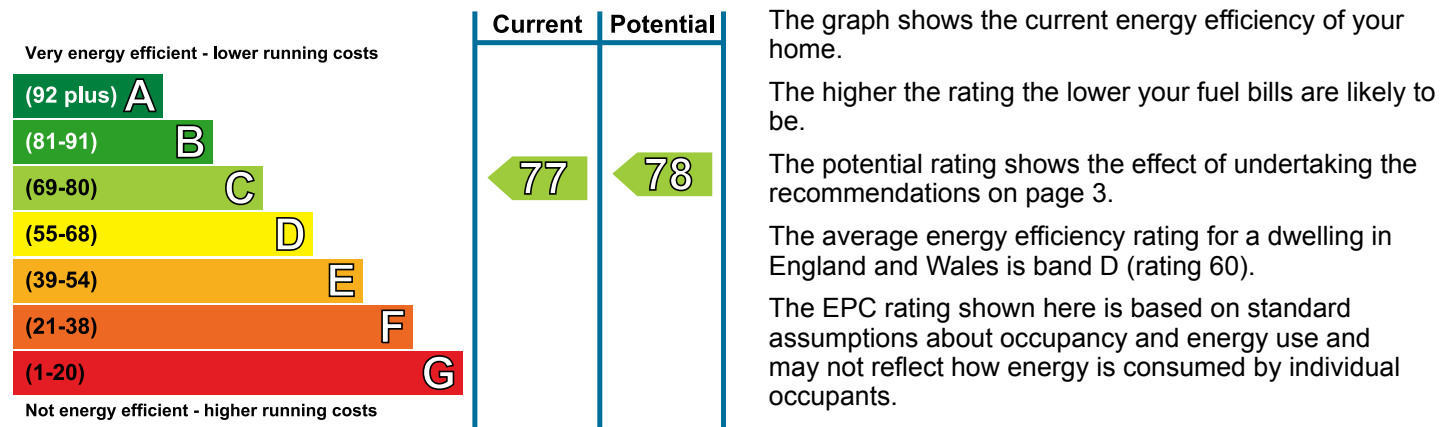 Current Potential
Very energy efficient - lower running costs
(92 plus) A
(81-91) B
(69-80) C
77 78
(55-68) D
(39-54) E
(21-38) F
(1-20) G
Not energy efficient - higher running costs
The graph shows the current energy efficiency of your
home.
The higher the rating the lower your fuel bills are likely to
be.
The potential rating shows the effect of undertaking the
recommendations on page 3.
The average energy efficiency rating for a dwelling in
England and Wales is band D (rating 60).
The EPC rating shown here is based on standard
assumptions about occupancy and energy use and
may not reflect how energy is consumed by individual
occupants.